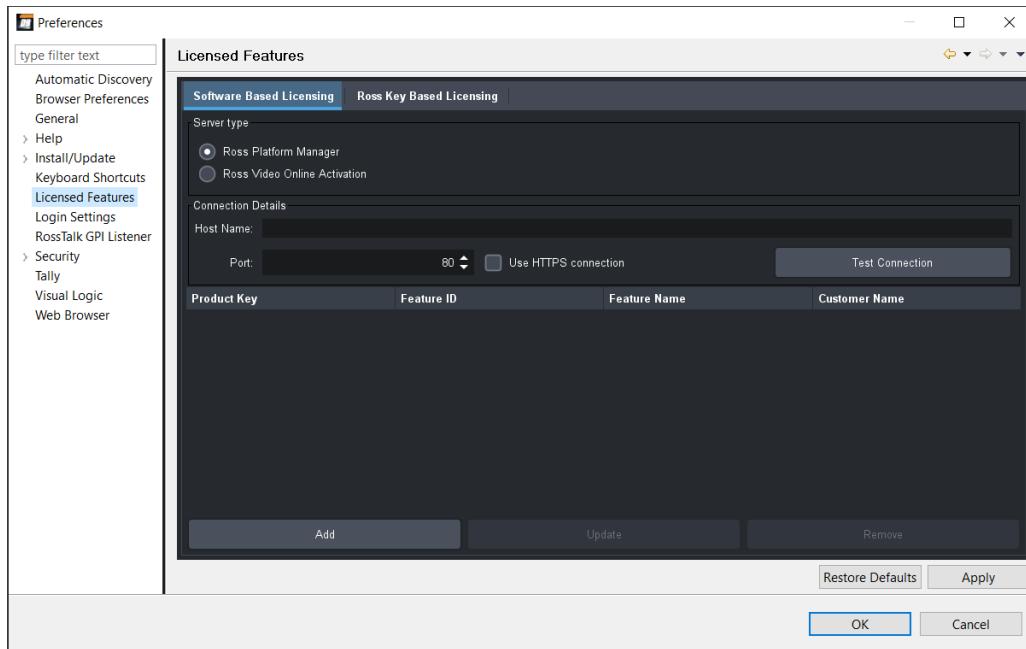 Preferences
type filter text
Automatic Discovery
Browser Preferences
General
Help
Install/Update
Keyboard Shortcuts
Licensed Features
Login Settings
RossTalk GPI Listener
Security
Tally
Visual Logic
Web Browser
Licensed Features
Software Based Licensing Ross Key Based Licensing
Server type
Ross Platform Manager
Ross Video Online Activation
Connection Details
Host Name:
Port: 80 Use HTTPS connection Test Connection
Product Key Feature ID Feature Name Customer Name
Add Update Remove
Restore Defaults Apply
OK Cancel